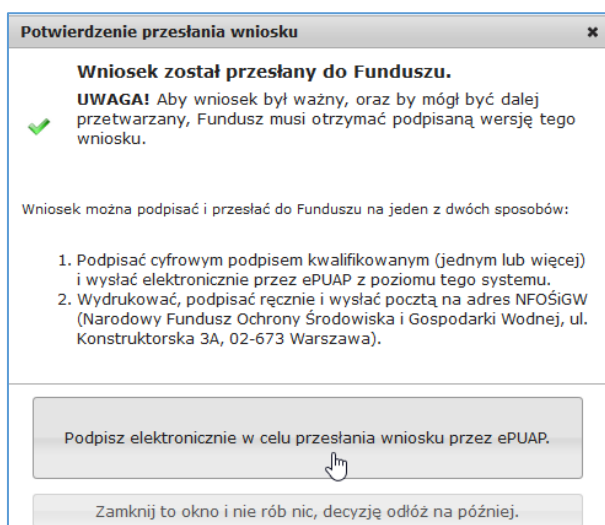 Potwierdzenie przesłania wniosku
Wniosek został przesłany do Funduszu.
UWAGA! Aby wniosek był ważny, oraz by mógł być dalej
przetwarzany, Fundusz musi otrzymać podpisaną wersję tego
wniosku.
Wniosek można podpisać i przesłać do Funduszu na jeden z dwóch sposobów:
1. Podpisać cyfrowym podpisem kwalifikowanym (jednym lub więcej)
i wysłać elektronicznie przez ePUAP z poziomu tego systemu.
2. Wydrukować, podpisać ręcznie i wysłać pocztą na adres NFOŚiGW
(Narodowy Fundusz Ochrony Środowiska i Gospodarki Wodnej, ul.
Konstruktorska 3A, 02-673 Warszawa).
Podpisz elektronicznie w celu przesłania wniosku przez ePUAP.
Zamknij to okno i nie rób nic, decyzję odłóż na później.